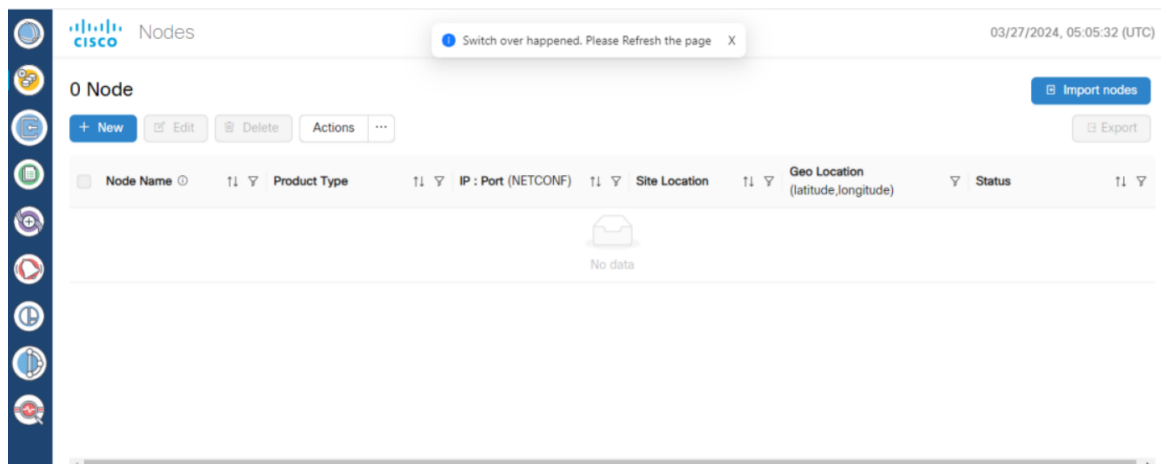 CISCO Nodes
Switch over happened. Please Refresh the page X
03/27/2024, 05:05:32 (UTC)
0 Node
Import nodes
+ New Edit Delete Actions ...
Export
Node Name Product Type IP : Port (NETCONF) Site Location Geo Location (latitude,longitude) Status
No data